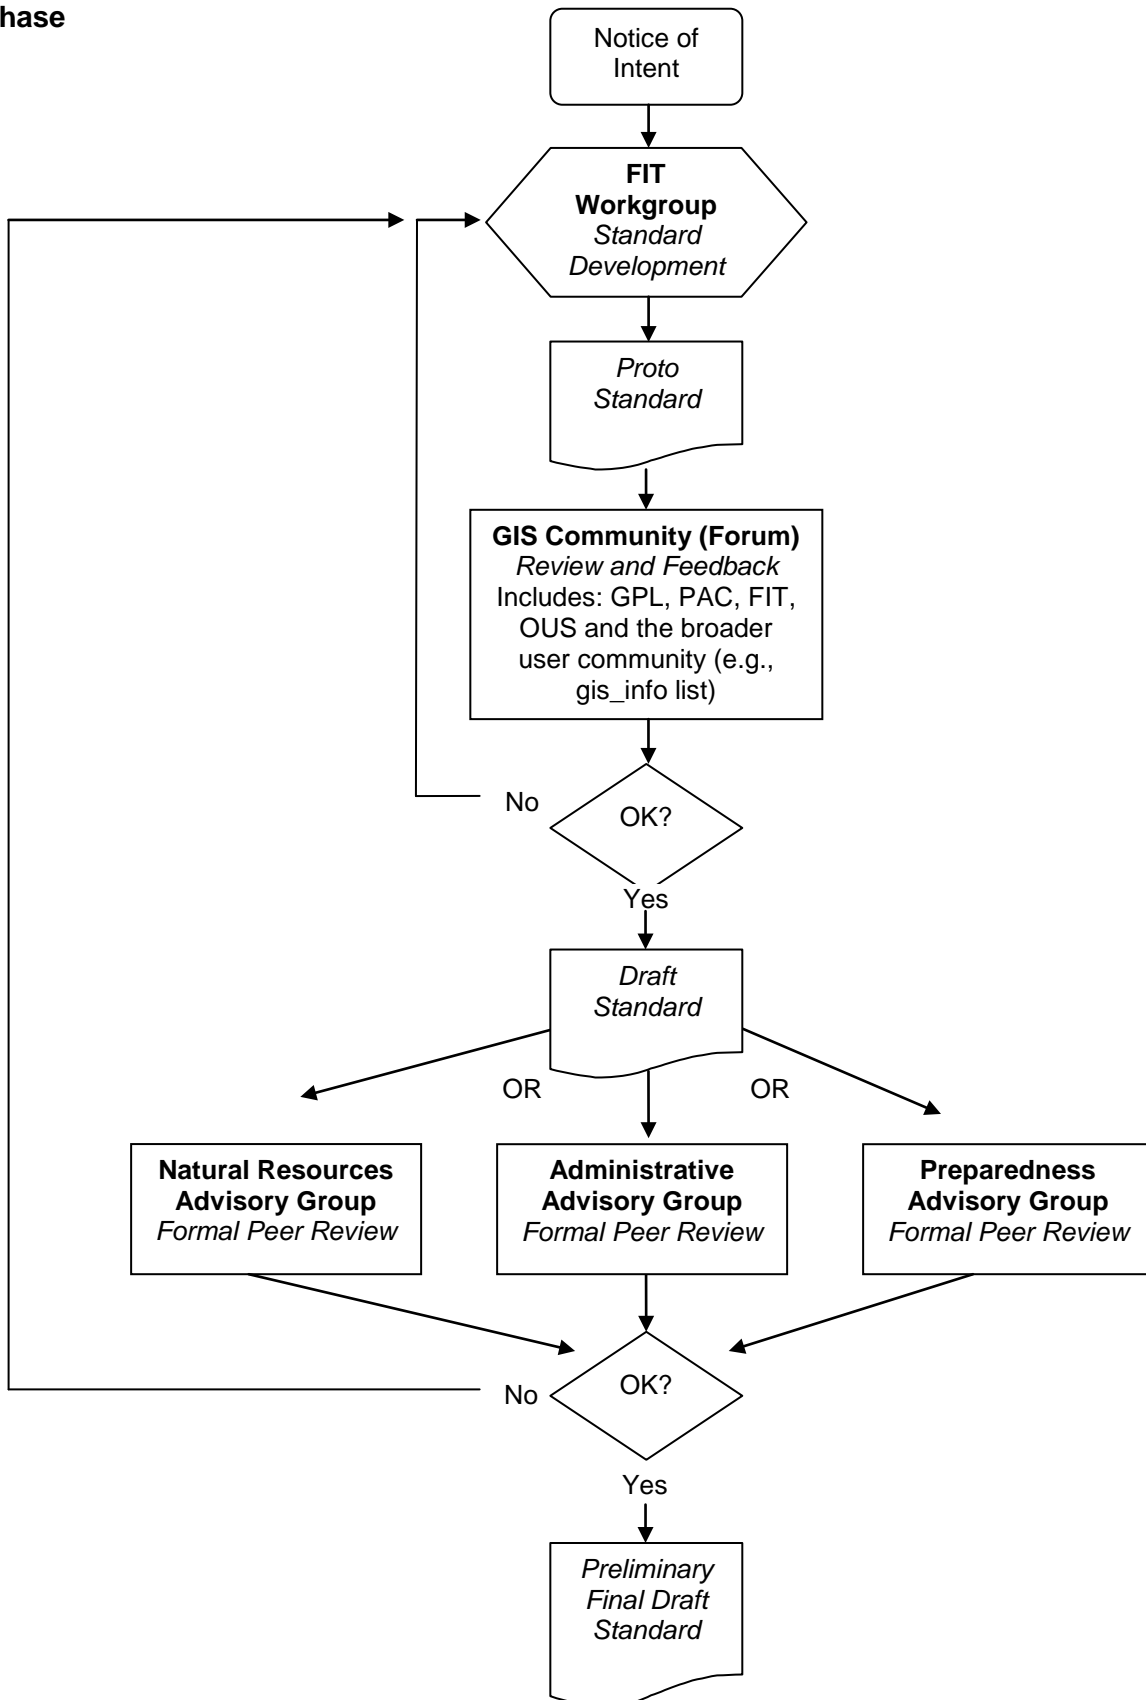 hase
Notice of
Intent
FIT
Workgroup
Standard
Development
Proto
Standard
GIS Community (Forum)
Review and Feedback
Includes: GPL, PAC, FIT,
OUS and the broader
user community (e.g.,
gis_info list)
No
OK?
Yes
Draft
Standard
OR
OR
Natural Resources
Advisory Group
Formal Peer Review
Administrative
Advisory Group
Formal Peer Review
Preparedness
Advisory Group
Formal Peer Review
No
OK?
Yes
Preliminary
Final Draft
Standard